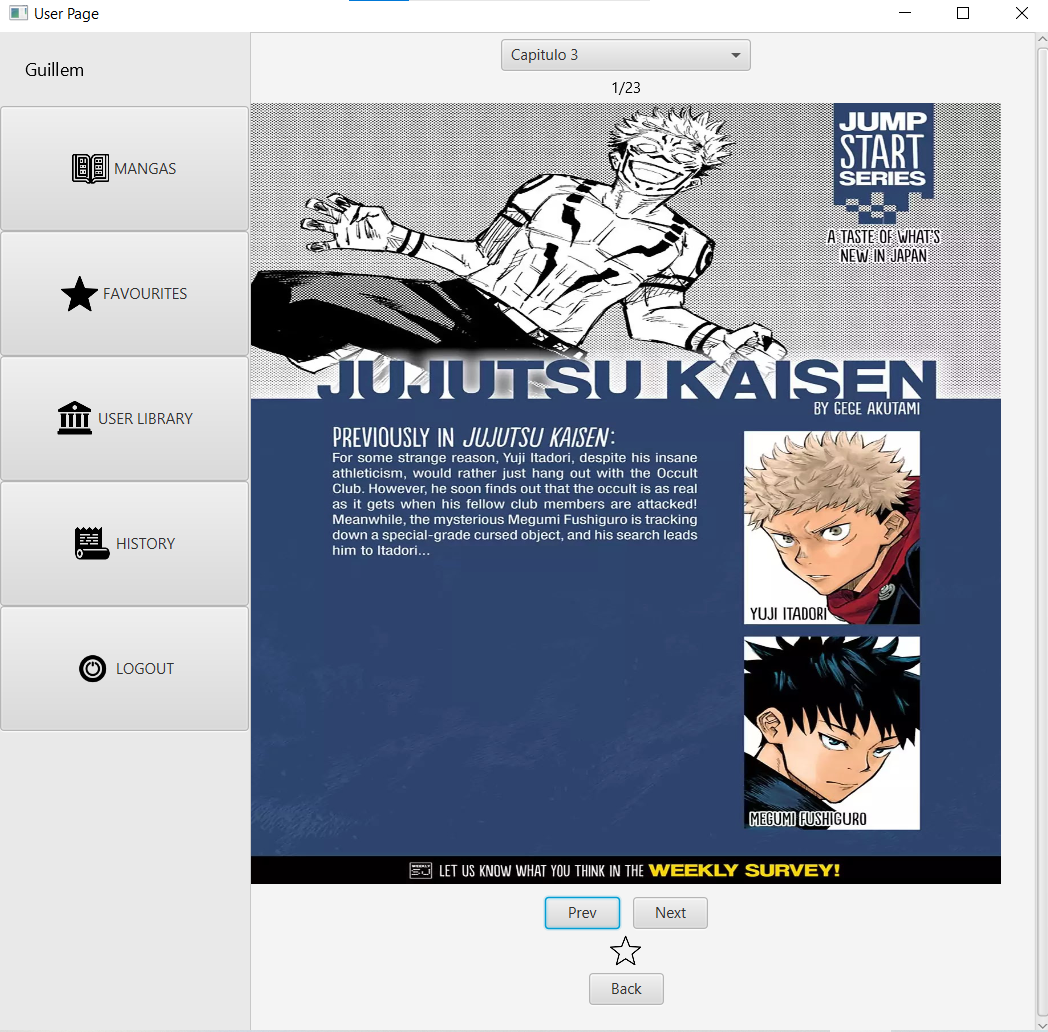 User Page
Guillem
MANGAS
FAVOURITES
USER LIBRARY
HISTORY
LOGOUT
Capitulo 3
1/23
JUMP
START
SERIES
A TASTE OF WHAT'S
NEW IN JAPAN
JUJUTSU KAISEN
BY GEGE AKUTAMI
PREVIOUSLY IN JUJUTSU KAISEN:
For some strange reason, Yuji Itadori, despite his insane
athleticism, would rather just hang out with the Occult
Club. However, he soon finds out that the occult is as real
as it gets when his fellow club members are attacked!
Meanwhile, the mysterious Megumi Fushiguro is tracking
down a special-grade cursed object, and his search leads
him to Itadori...
YUJI ITADORI
MEGUMI FUSHIGURO
WEEKLY
SJ
LET US KNOW WHAT YOU THINK IN THE WEEKLY SURVEY!
Prev
Next
Back